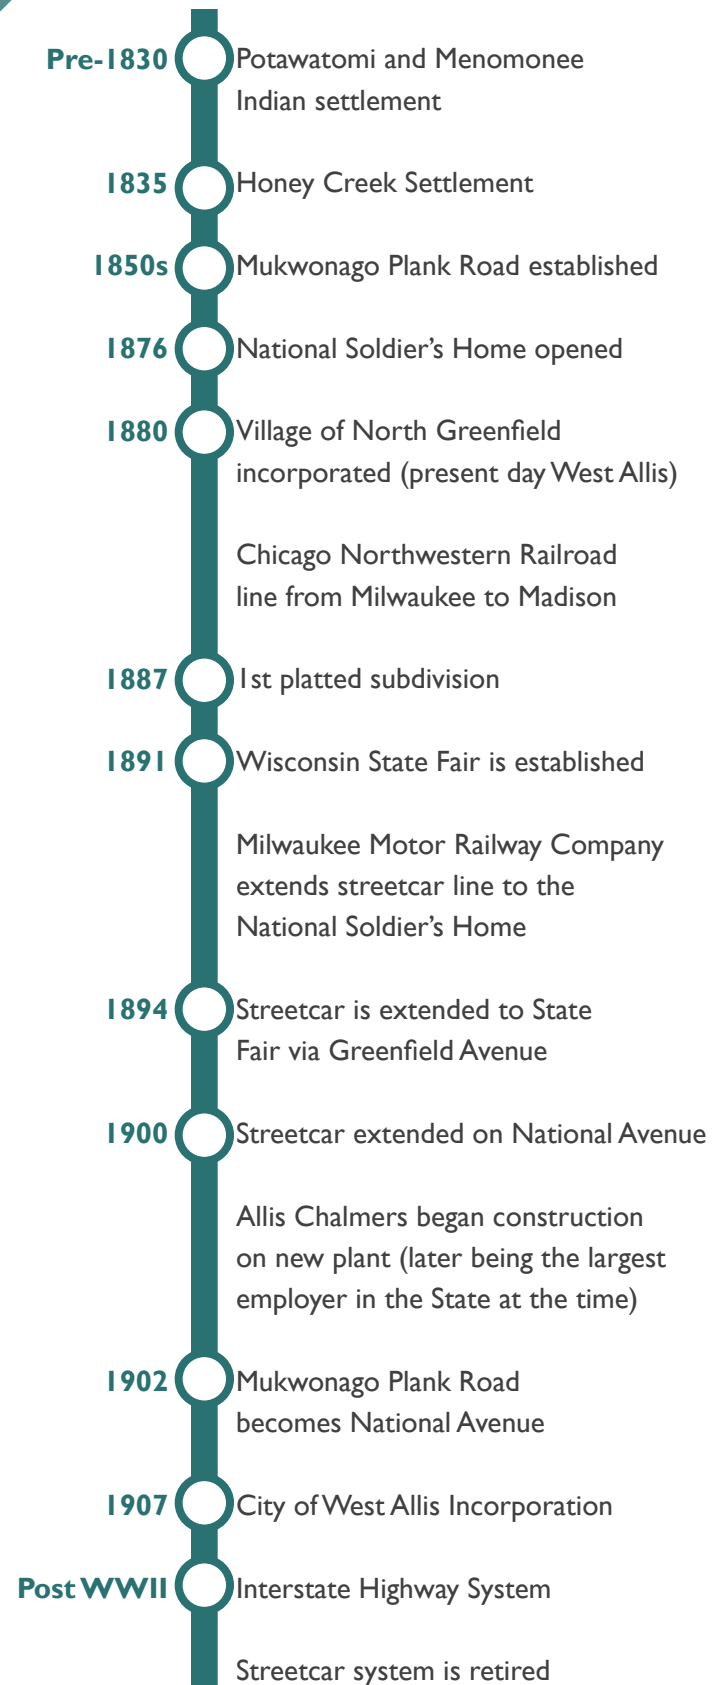 Pre-1830 Potawatomi and Menomonee
Indian settlement
1835 Honey Creek Settlement
1850s Mukwonago Plank Road established
1876 National Soldier’s Home opened
1880 Village of North Greenfield
incorporated (present day West Allis)
Chicago Northwestern Railroad
line from Milwaukee to Madison
1887 1st platted subdivision
1891 Wisconsin State Fair is established
Milwaukee Motor Railway Company
extends streetcar line to the
National Soldier’s Home
1894 Streetcar is extended to State
Fair via Greenfield Avenue
1900 Streetcar extended on National Avenue
Allis Chalmers began construction
on new plant (later being the largest
employer in the State at the time)
1902 Mukwonago Plank Road
becomes National Avenue
1907 City of West Allis Incorporation
Post WWII Interstate Highway System
Streetcar system is retired